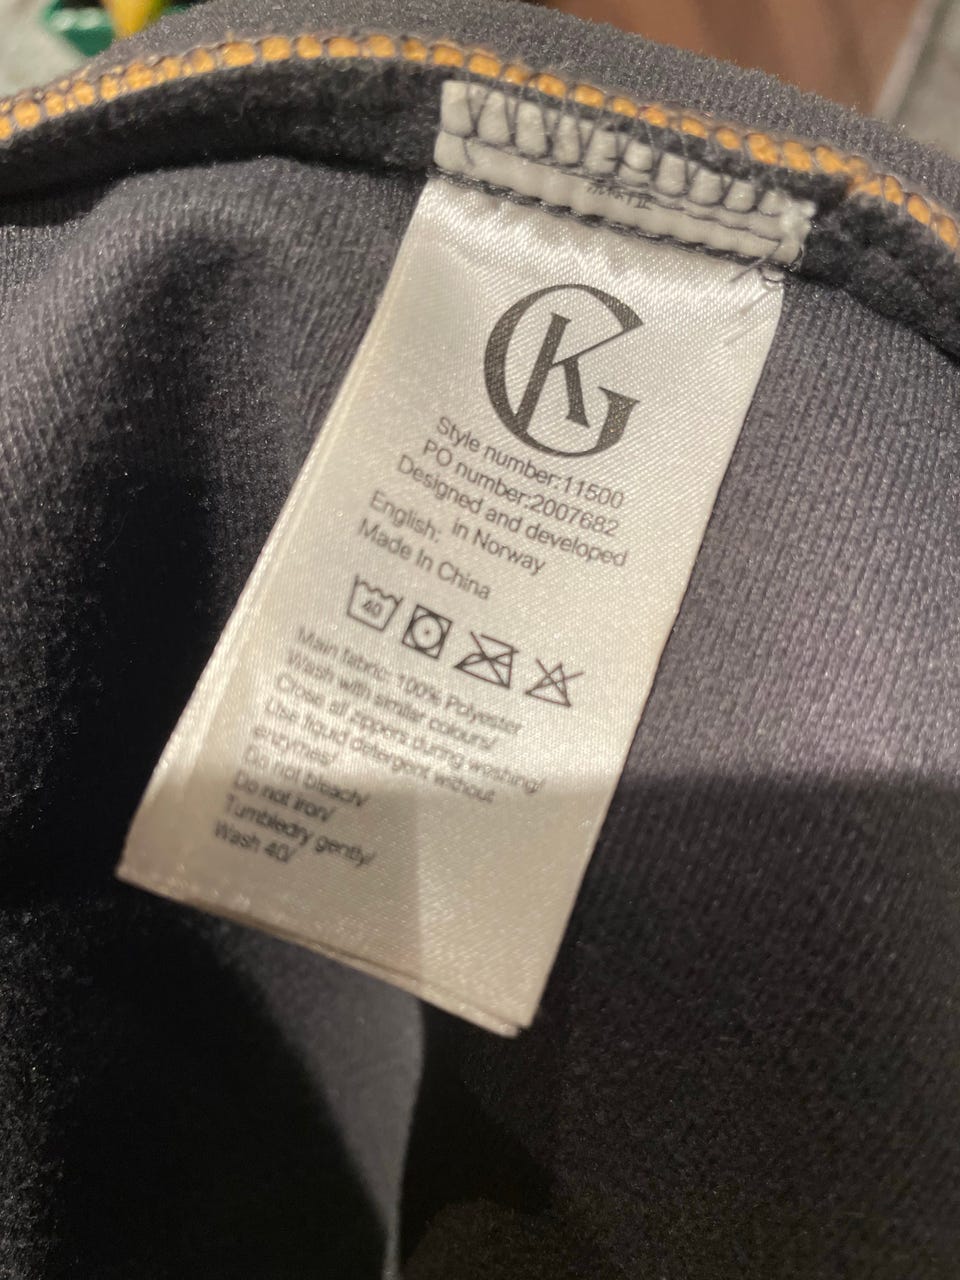 GK
Style number:11500
PO number:2007682
Designed and developed
in Norway
English:
Made In China
40
Main fabric: 100% Polyester
Wash with similar colours/
Close all zippers during washing/
Use liquid detergent without
enzymes/
Do not bleach/
Do not iron/
Tumbledry gently/
Wash 40/